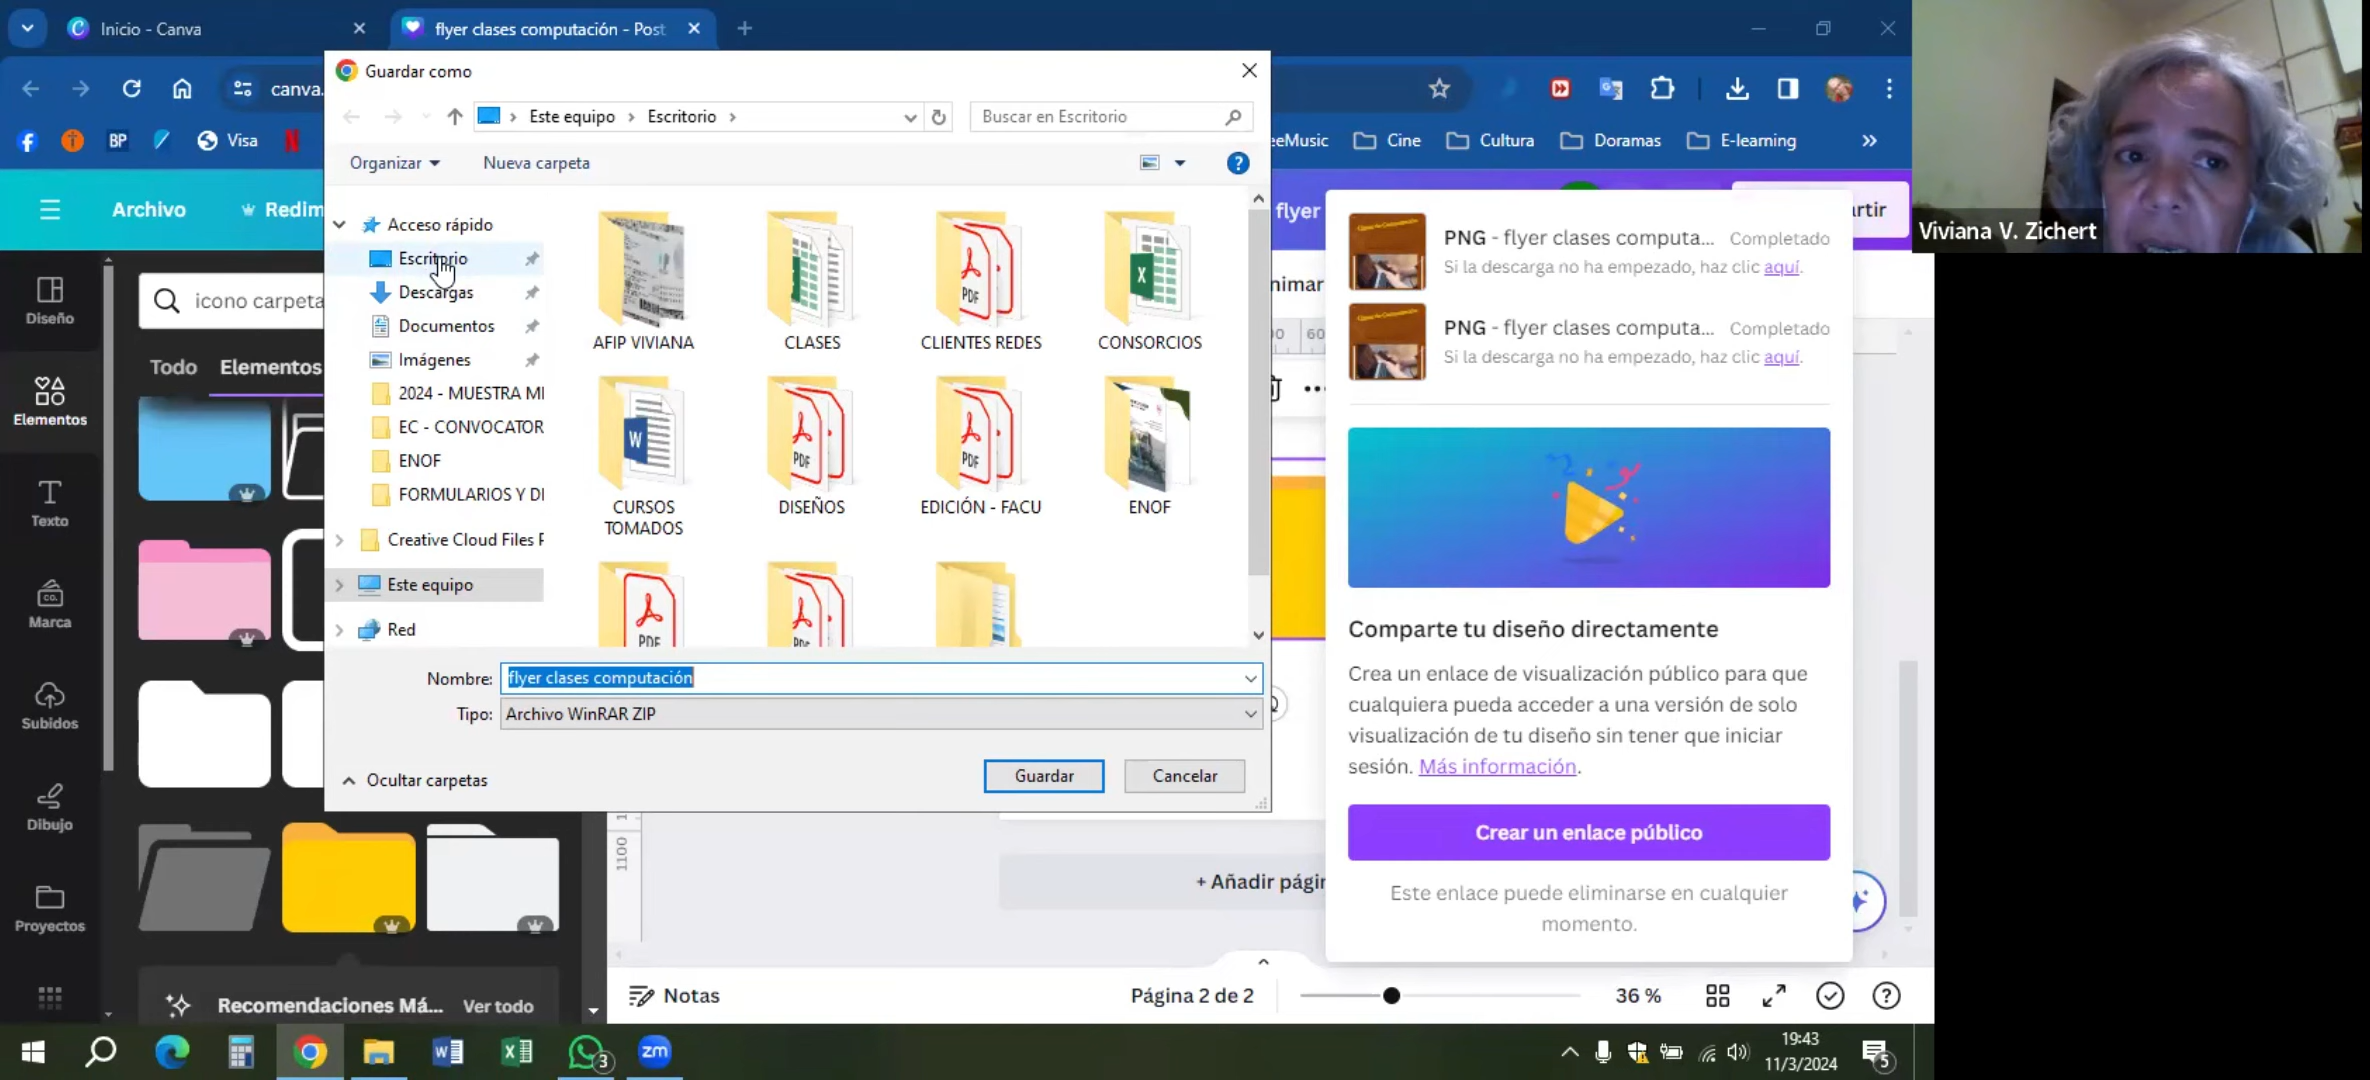 Inicio - Canva
flyer clases computación - Post
Guardar como
canva.
Este equipo
Escritorio
Buscar en Escritorio
BP
Visa
eeMusic
Cine
Cultura
Doramas
E-learning
Organizar
Nueva carpeta
Archivo
Redim
flyer
rtir
Viviana V. Zichert
Acceso rápido
Escritorio
Descargas
Documentos
Imágenes
2024 - MUESTRA MI
EC - CONVOCATOR
ENOF
FORMULARIOS Y DI
Creative Cloud Files F
Este equipo
Red
AFIP VIVIANA
CLASES
CLIENTES REDES
CONSORCIOS
CURSOS
TOMADOS
DISEÑOS
EDICIÓN - FACU
ENOF
PDF
Nombre:
flyer clases computación
Tipo:
Archivo WinRAR ZIP
Ocultar carpetas
Guardar
Cancelar
Diseño
Elementos
Texto
Marca
Subidos
Dibujo
Proyectos
icono carpeta
Todo
Elementos
Recomendaciones Má...
Ver todo
nimar
PNG - flyer clases computa...
Completado
Si la descarga no ha empezado, haz clic aquí.
PNG - flyer clases computa...
Completado
Si la descarga no ha empezado, haz clic aquí.
Comparte tu diseño directamente
Crea un enlace de visualización público para que
cualquiera pueda acceder a una versión de solo
visualización de tu diseño sin tener que iniciar
sesión. Más información.
Crear un enlace público
Este enlace puede eliminarse en cualquier
momento.
1100
+ Añadir págin
Notas
Página 2 de 2
36 %
zm
3
19:43
11/3/2024
5